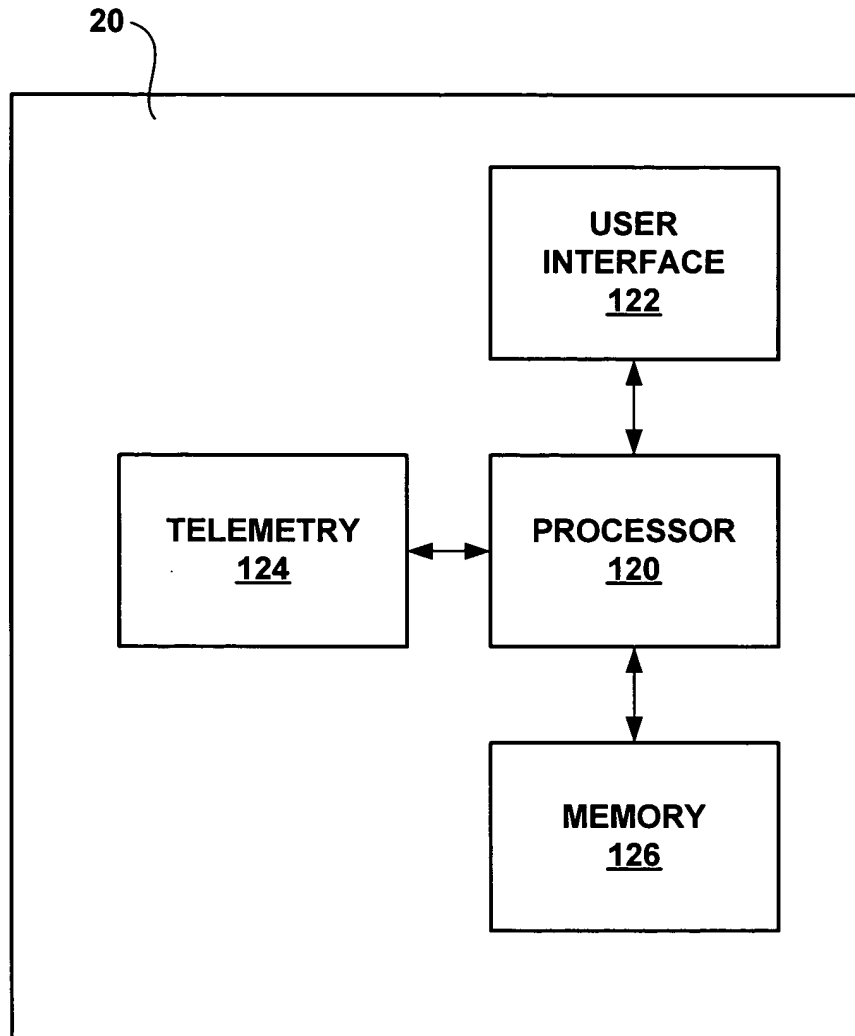 20
USER
INTERFACE
122
TELEMETRY
124
PROCESSOR
120
MEMORY
126